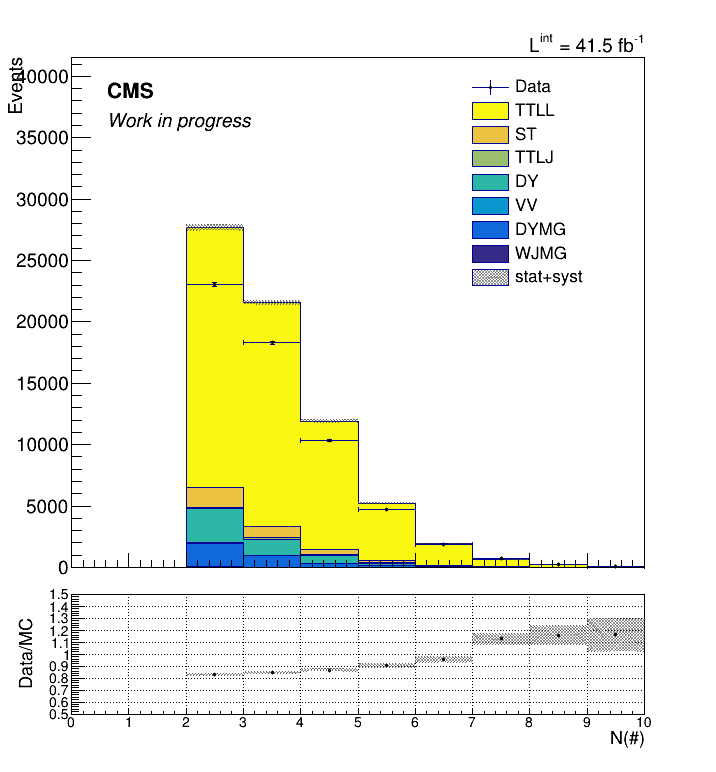 L^int = 41.5 fb^-1
Events
40000
35000
30000
25000
20000
15000
10000
5000
0
CMS
Work in progress
Data
TTLL
ST
TTLJ
DY
VV
DYMG
WJMG
stat+syst
Data/MC
1.5
1.4
1.3
1.2
1.1
1
0.9
0.8
0.7
0.6
0.5
0 1 2 3 4 5 6 7 8 9 10
N(#)